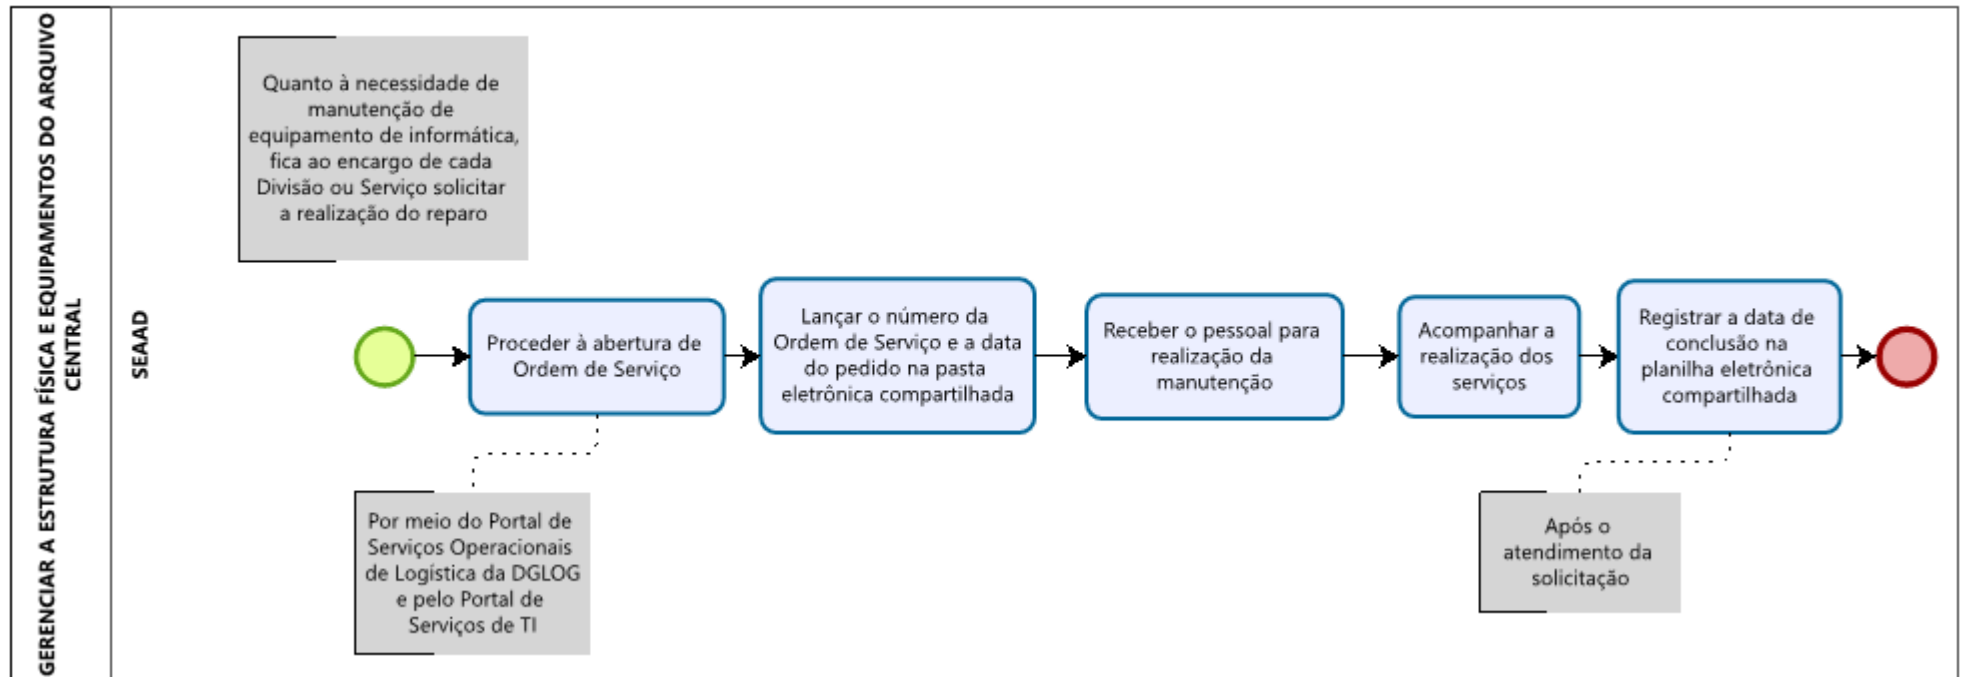 GERENCIAR A ESTRUTURA FÍSICA E EQUIPAMENTOS DO ARQUIVO
CENTRAL
SEAAD
Quanto à necessidade de
manutenção de
equipamento de informática,
fica ao encargo de cada
Divisão ou Serviço solicitar
a realização do reparo
Proceder à abertura de
Ordem de Serviço
Lançar o número da
Ordem de Serviço e a data
do pedido na pasta
eletrônica compartilhada
Receber o pessoal para
realização da
manutenção
Acompanhar a
realização dos
serviços
Registrar a data de
conclusão na
planilha eletrônica
compartilhada
Por meio do Portal de
Serviços Operacionais
de Logística da DGLOG
e pelo Portal de
Serviços de TI
Após o
atendimento da
solicitação